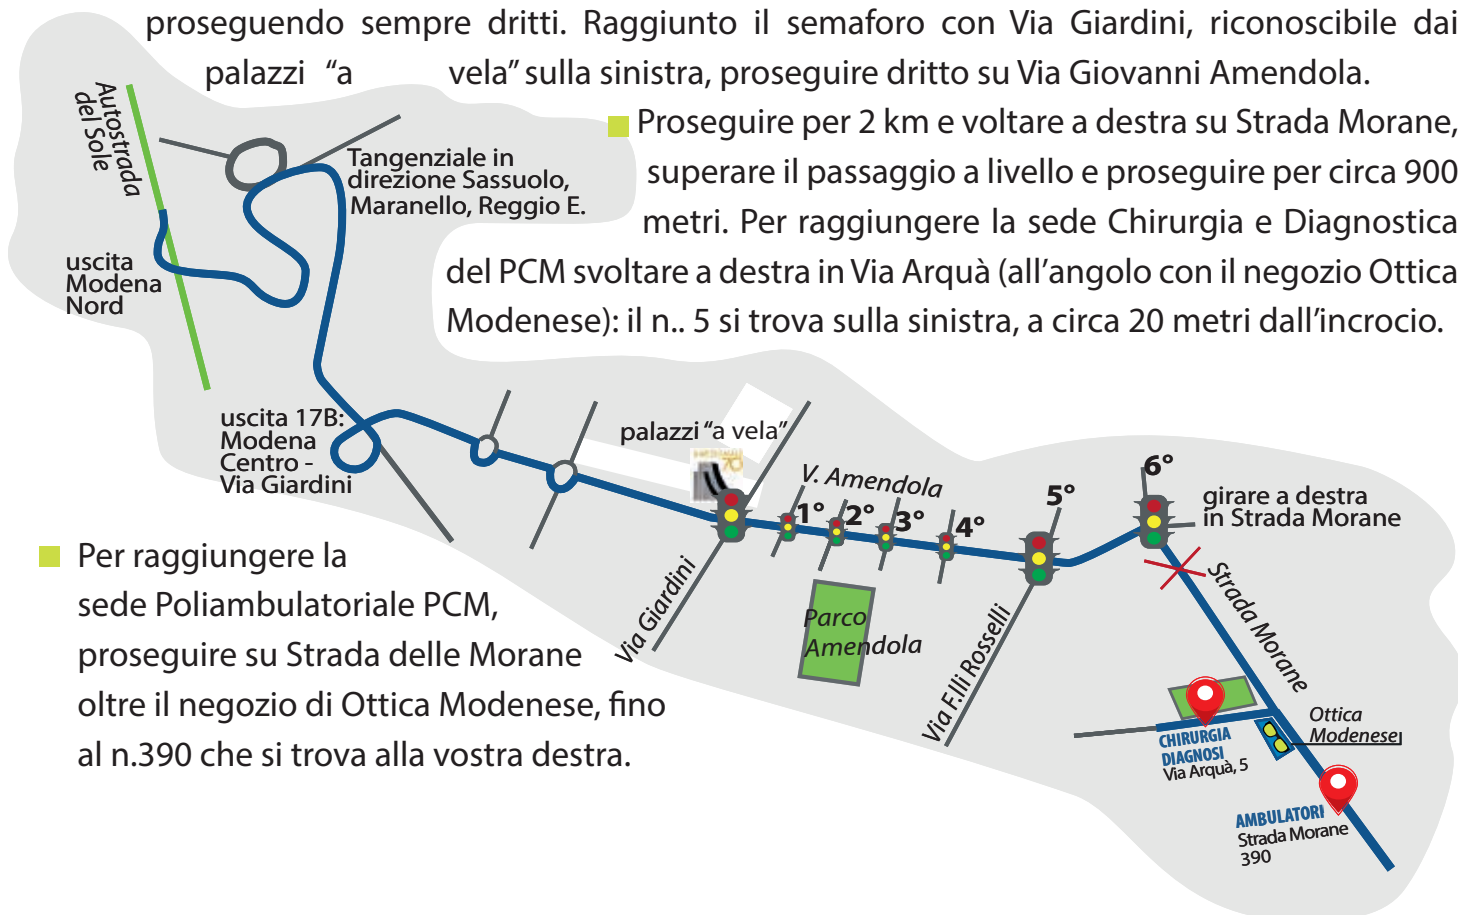 proseguendo sempre dritti. Raggiunto il semaforo con Via Giardini, riconoscibile dai
palazzi “a vela” sulla sinistra, proseguire dritto su Via Giovanni Amendola.
Proseguire per 2 km e voltare a destra su Strada Morane,
superare il passaggio a livello e proseguire per circa 900
metri. Per raggiungere la sede Chirurgia e Diagnostica
del PCM svoltare a destra in Via Arquà (all’angolo con il negozio Ottica
Modenese): il n.. 5 si trova sulla sinistra, a circa 20 metri dall’incrocio.
Autostrada
del Sole
Tangenziale in
direzione Sassuolo,
Maranello, Reggio E.
uscita
Modena
Nord
uscita 17B:
Modena
Centro -
Via Giardini
palazzi “a vela”
V. Amendola
1°
2°
3°
4°
5°
6°
girare a destra
in Strada Morane
Via Giardini
Parco
Amendola
Via F.lli Rosselli
Strada Morane
Per raggiungere la
sede Poliambulatoriale PCM,
proseguire su Strada delle Morane
oltre il negozio di Ottica Modenese, fino
al n.390 che si trova alla vostra destra.
CHIRURGIA
DIAGNOSI
Via Arquà, 5
Ottica
Modenese
AMBULATORI
Strada Morane
390